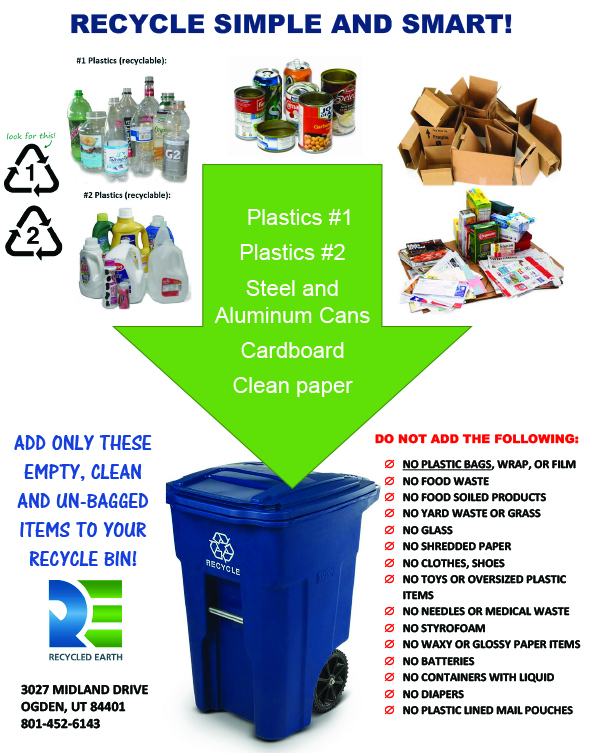 RECYCLE SIMPLE AND SMART!
#1 Plastics (recyclable):
look for this!
1
#2 Plastics (recyclable):
2
G2
Plastics #1
Plastics #2
Steel and
Aluminum Cans
Cardboard
Clean paper
ADD ONLY THESE
EMPTY, CLEAN
AND UN-BAGGED
ITEMS TO YOUR
RECYCLE BIN!
RECYCLE
RE
RECYCLED EARTH
3027 MIDLAND DRIVE
OGDEN, UT 84401
801-452-6143
DO NOT ADD THE FOLLOWING:
NO PLASTIC BAGS, WRAP, OR FILM
NO FOOD WASTE
NO FOOD SOILED PRODUCTS
NO YARD WASTE OR GRASS
NO GLASS
NO SHREDDED PAPER
NO CLOTHES, SHOES
NO TOYS OR OVERSIZED PLASTIC
ITEMS
NO NEEDLES OR MEDICAL WASTE
NO STYROFOAM
NO WAXY OR GLOSSY PAPER ITEMS
NO BATTERIES
NO CONTAINERS WITH LIQUID
NO DIAPERS
NO PLASTIC LINED MAIL POUCHES